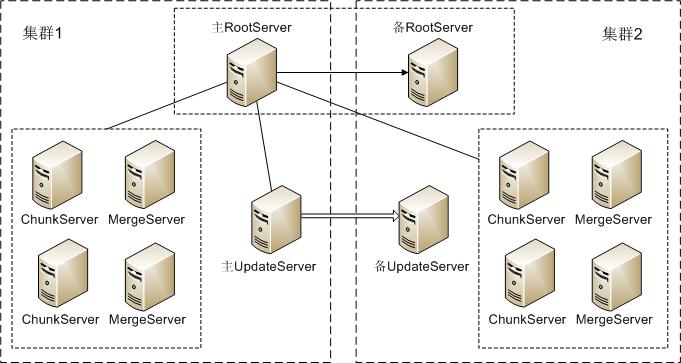 集群1
主RootServer
备RootServer
集群2
ChunkServer
MergeServer
ChunkServer
MergeServer
主UpdateServer
备UpdateServer
ChunkServer
MergeServer
ChunkServer
MergeServer